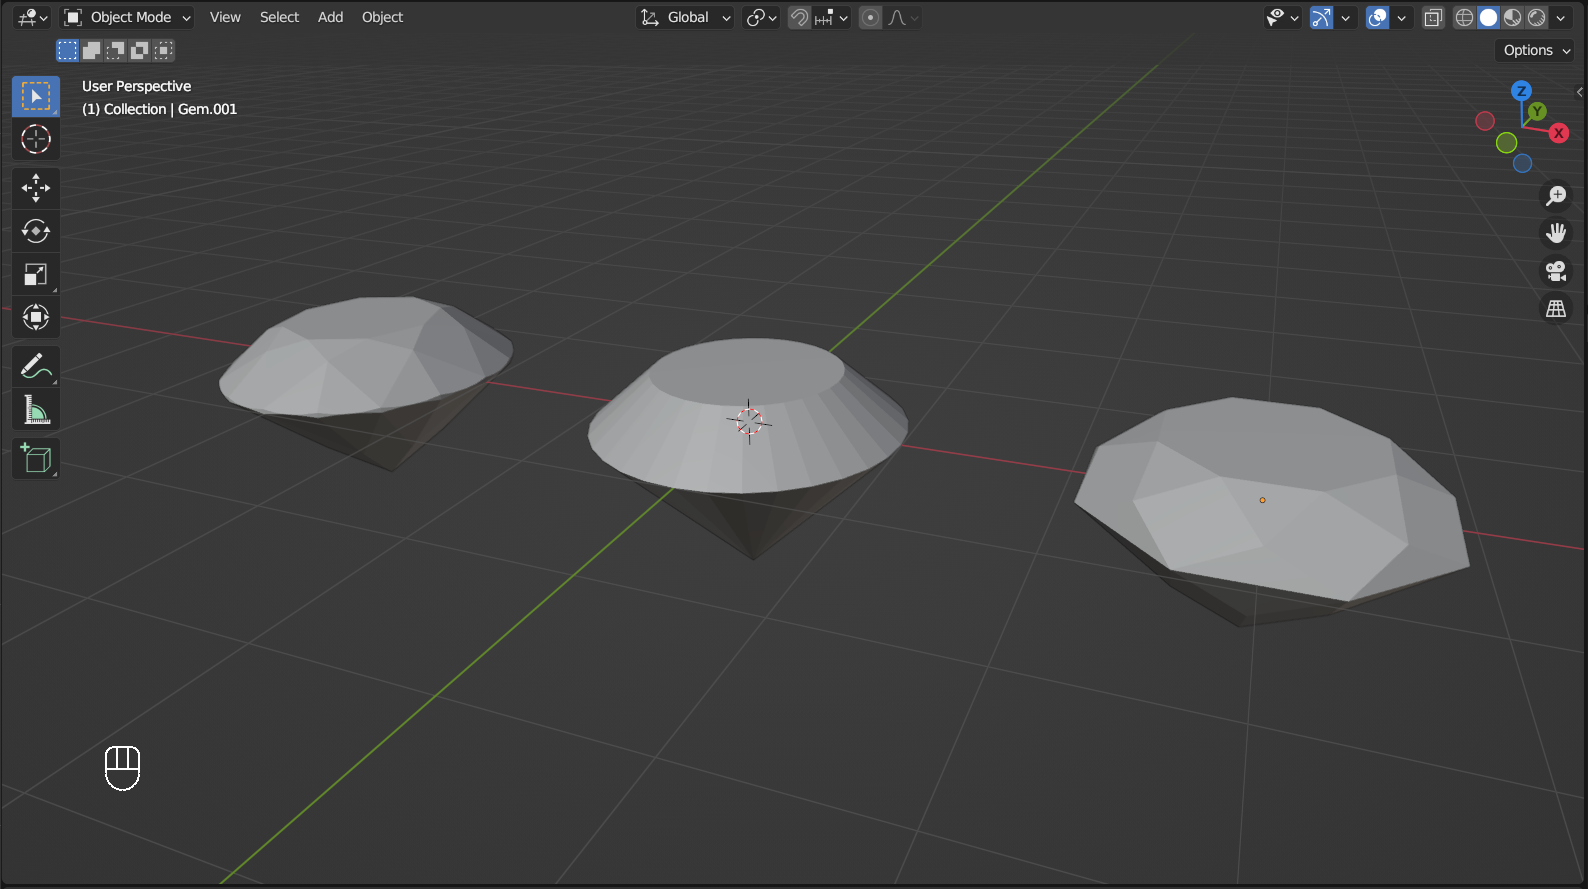 Object Mode View Select Add Object Global
Options
User Perspective
(1) Collection | Gem.001
Z
Y
X